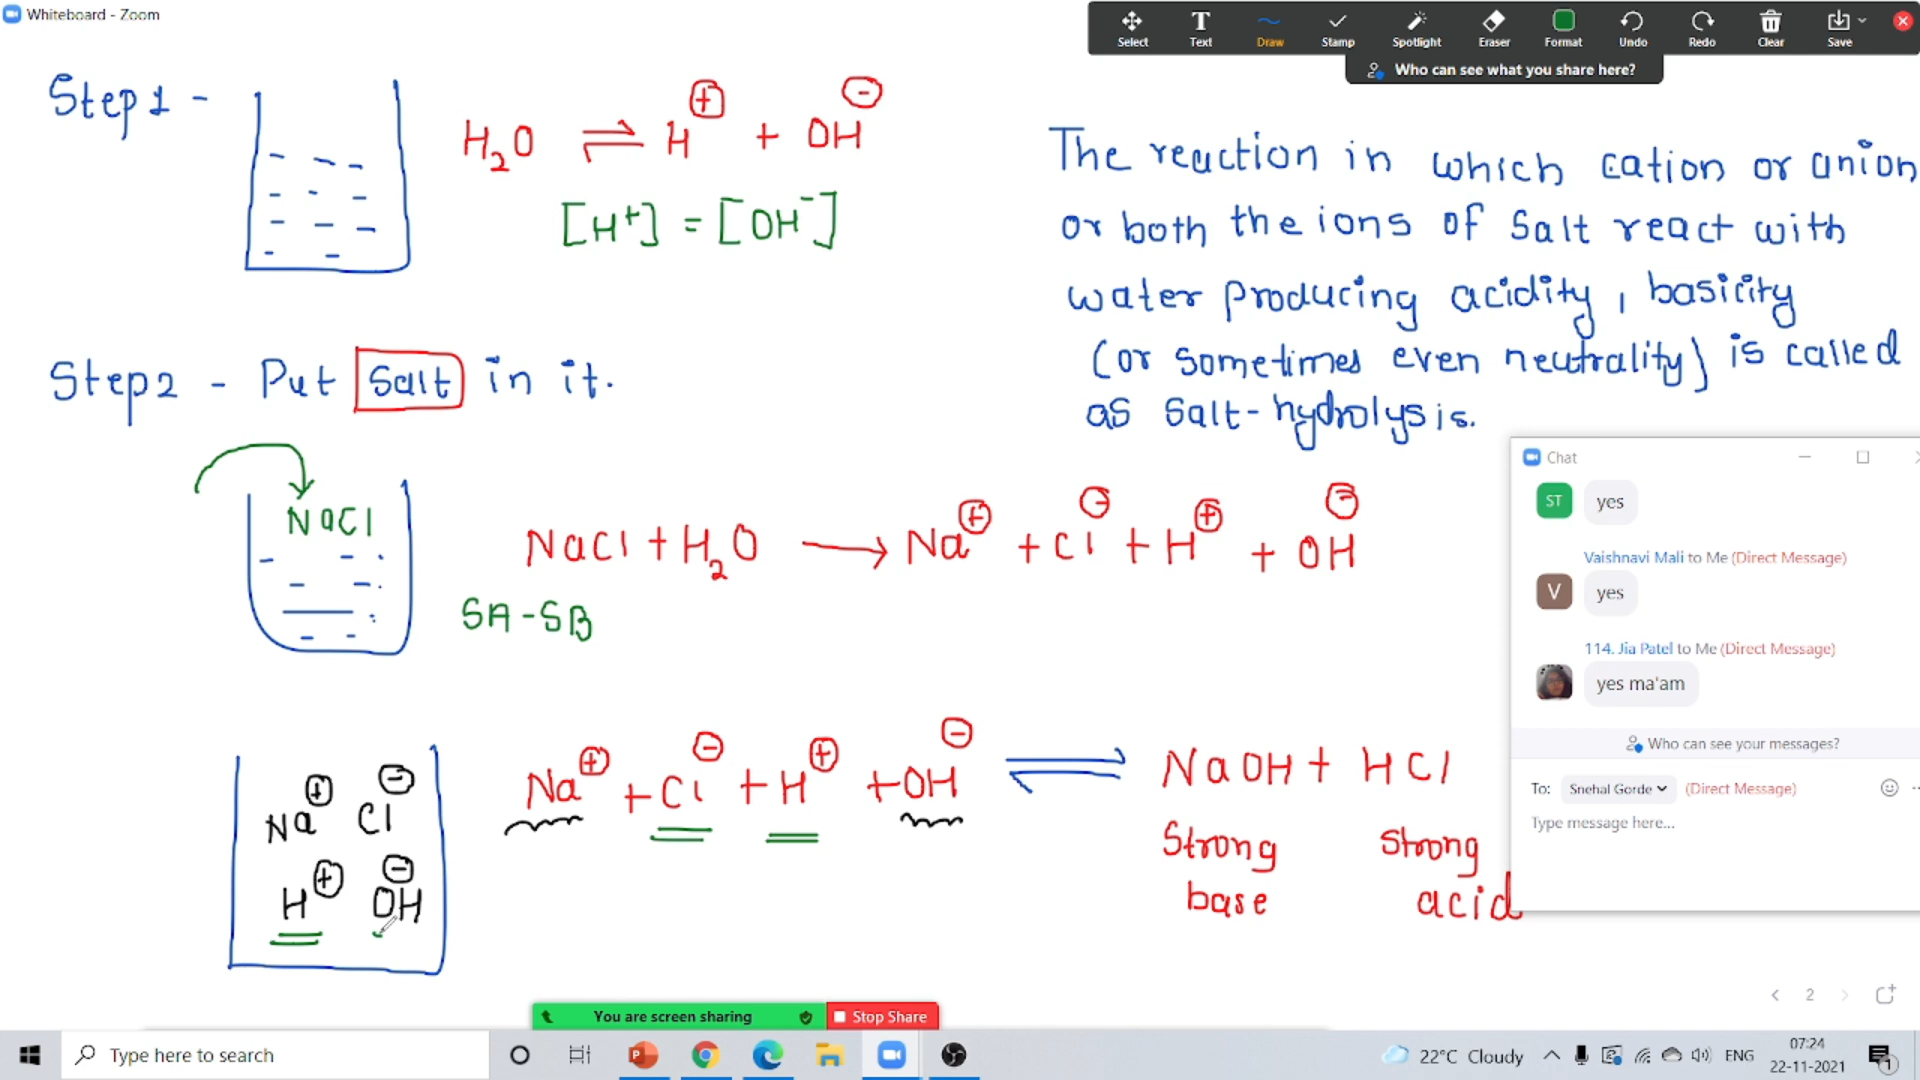 Whiteboard - Zoom
Select Text Draw Stamp Spotlight Eraser Format Undo Redo Clear Save
Who can see what you share here?
Step 1 -
H₂O ⇌ H⊕ + OH⊖
[H⁺] = [OH⁻]
The reaction in which cation or anion
or both the ions of Salt react with
water producing acidity, basicity
(or sometimes even neutrality) is called
as Salt-hydrolysis.
Step2 - Put Salt in it.
NaCl
NaCl + H₂O → Na⊕ + Cl⊖ + H⊕ + OH⊖
SA-SB
Na⊕ Cl⊖
H⊕ OH⊖
Na⊕ + Cl⊖ + H⊕ + OH⊖ ⇌ NaOH + HCl
Strong strong
base acid
Chat
ST yes
Vaishnavi Mali to Me (Direct Message)
V yes
114. Jia Patel to Me (Direct Message)
yes ma'am
Who can see your messages?
To: Snehal Gorde (Direct Message)
Type message here...
2
You are screen sharing Stop Share
Type here to search
22°C Cloudy ENG 07:24
22-11-2021
1